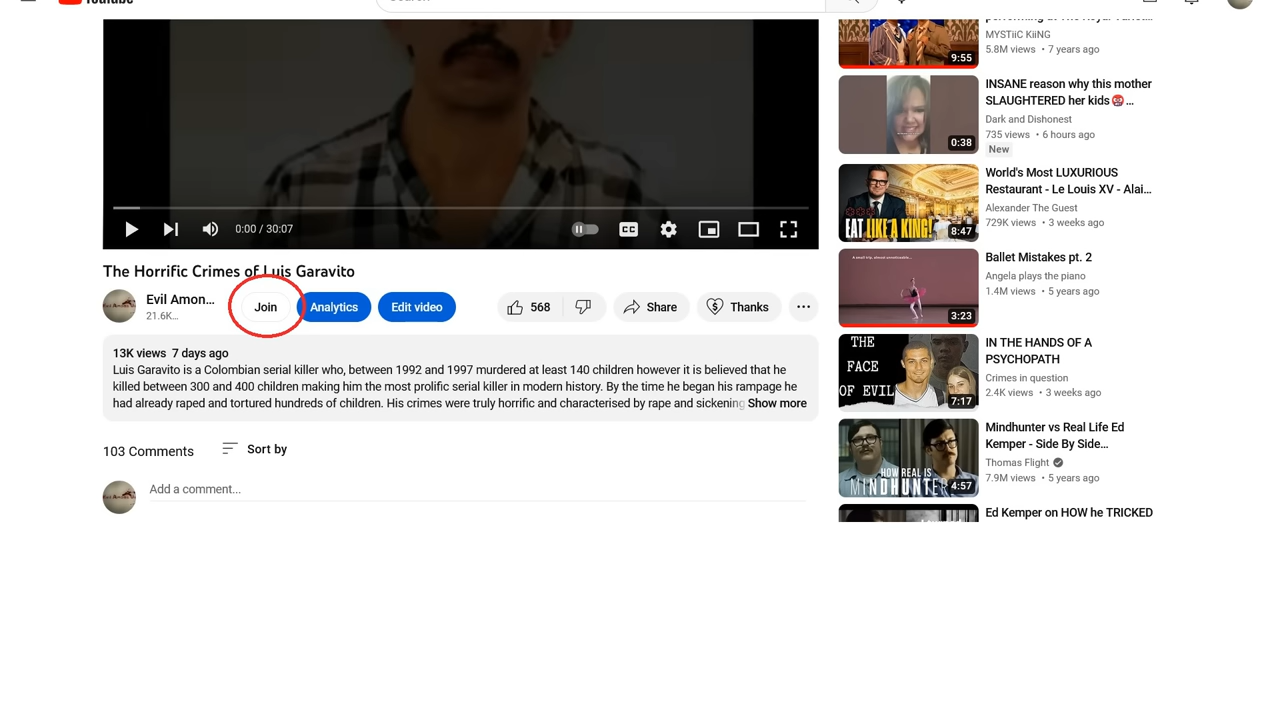 YouTube
Search
0:00 / 30:07
CC
The Horrific Crimes of Luis Garavito
Evil Amon...
21.6K...
Join
Analytics
Edit video
568
Share
Thanks
13K views 7 days ago
Luis Garavito is a Colombian serial killer who, between 1992 and 1997 murdered at least 140 children however it is believed that he
killed between 300 and 400 children making him the most prolific serial killer in modern history. By the time he began his rampage he
had already raped and tortured hundreds of children. His crimes were truly horrific and characterised by rape and sickening Show more
103 Comments
Sort by
Add a comment...
9:55
MYSTiiC KiiNG
5.8M views • 7 years ago
0:38
INSANE reason why this mother
SLAUGHTERED her kids🤬...
Dark and Dishonest
735 views • 6 hours ago
New
EAT LIKE A KING!
8:47
World's Most LUXURIOUS
Restaurant - Le Louis XV - Alai...
Alexander The Guest
729K views • 3 weeks ago
3:23
Ballet Mistakes pt. 2
Angela plays the piano
1.4M views • 5 years ago
THE
FACE
OF EVIL
7:17
IN THE HANDS OF A
PSYCHOPATH
Crimes in question
2.4K views • 3 weeks ago
HOW REAL IS
MINDHUNTER
4:57
Mindhunter vs Real Life Ed
Kemper - Side By Side...
Thomas Flight
7.9M views • 5 years ago
Ed Kemper on HOW he TRICKED